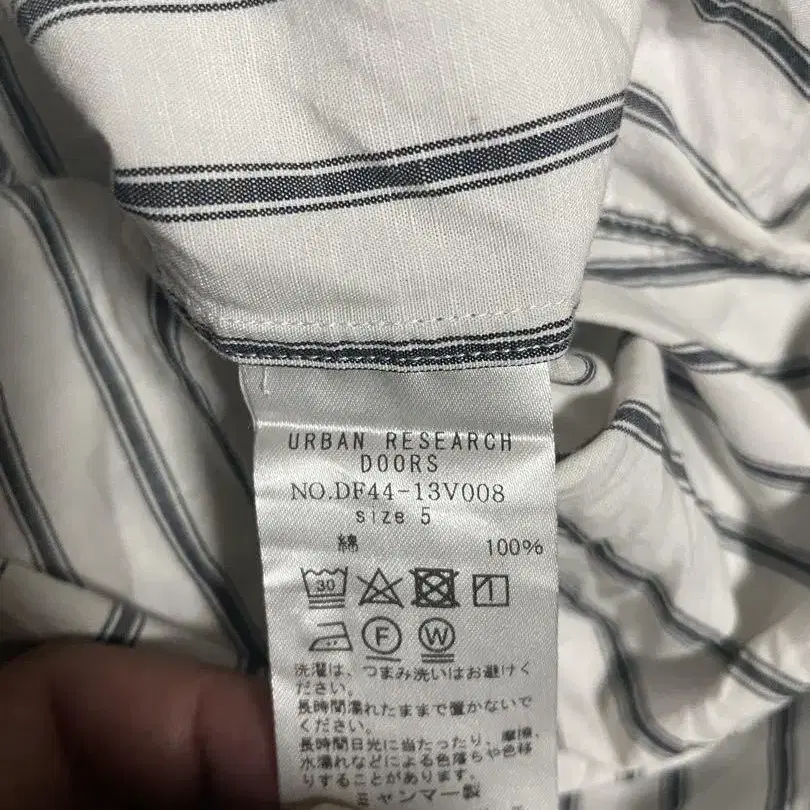 URBAN RESEARCH
DOORS
NO.DF44-13V008
size 5
綿 100%
30
F W
洗濯は、つまみ洗いはお避けく
ださい。
長時間濡れたままで置かないで
ください。
長時間日光に当たったり、摩擦、
水濡れなどによる色落ちや色移
りすることがあります。
ミャンマー製